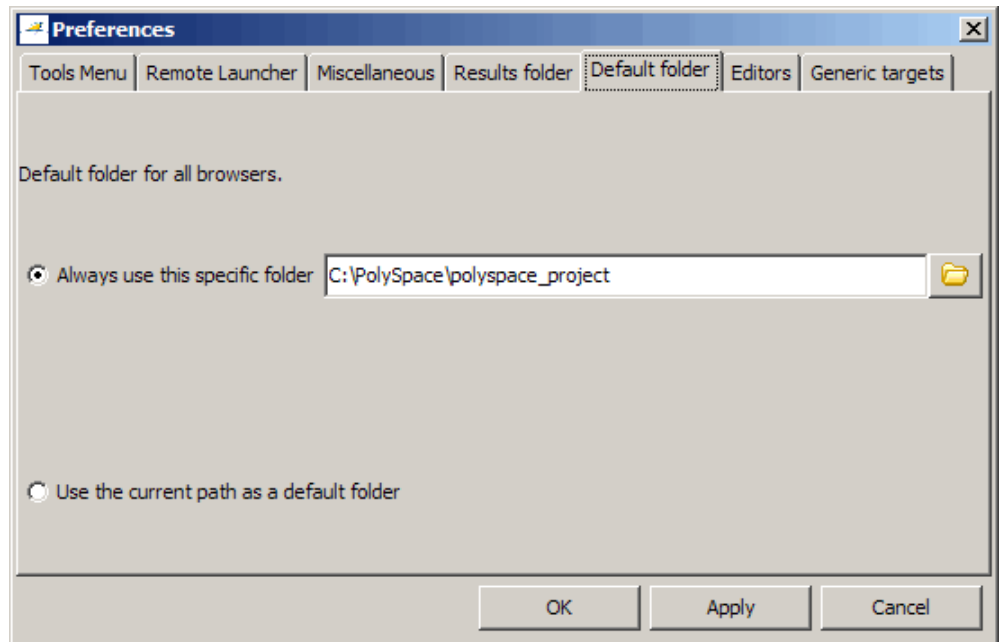 Preferences
Tools Menu Remote Launcher Miscellaneous Results folder Default folder Editors Generic targets
Default folder for all browsers.
Always use this specific folder C:\PolySpace\polyspace_project
Use the current path as a default folder
OK Apply Cancel